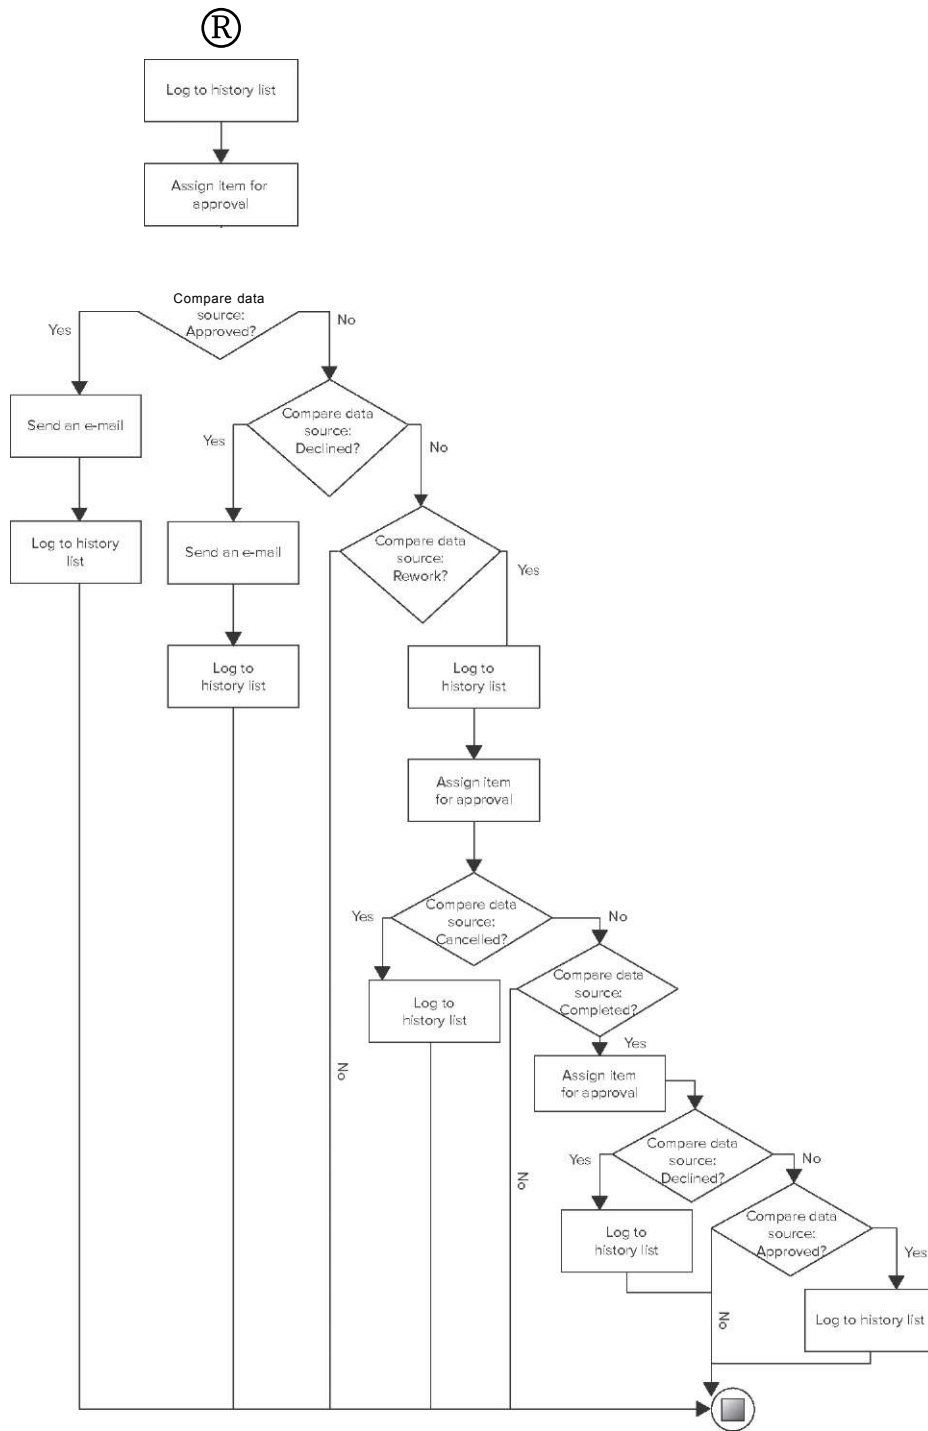 ®
Log to history list
Assign item for
approval
Compare data
source:
Approved?
Yes
No
Send an e-mail
Compare data
source:
Declined?
Yes
No
Log to history
list
Send an e-mail
Compare data
source:
Rework?
Yes
Log to
history list
Log to
history list
Assign item
for approval
Compare data
source:
Cancelled?
Yes
No
Log to
history list
Compare data
source:
Completed?
No
Yes
Assign item
for approval
Compare data
source:
Declined?
Yes
No
No
Log to
history list
Compare data
source:
Approved?
Yes
No
Log to history list